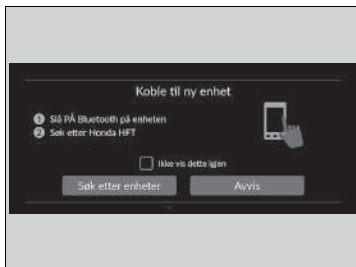 Koble til ny enhet
1 Slå PÅ Bluetooth på enheten
2 Søk etter Honda HFT
Ikke vis dette igjen
Søk etter enheter
Avvis